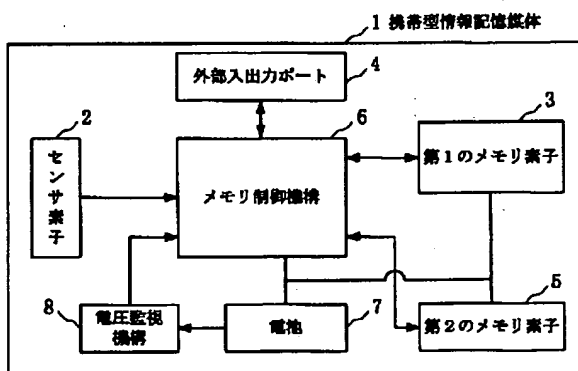 1 携帯型情報記憶媒体
外部入出力ポート
4
2
センサ素子
6
メモリ制御機構
3
第1のメモリ素子
8
電圧監視
機構
電池
7
5
第2のメモリ素子